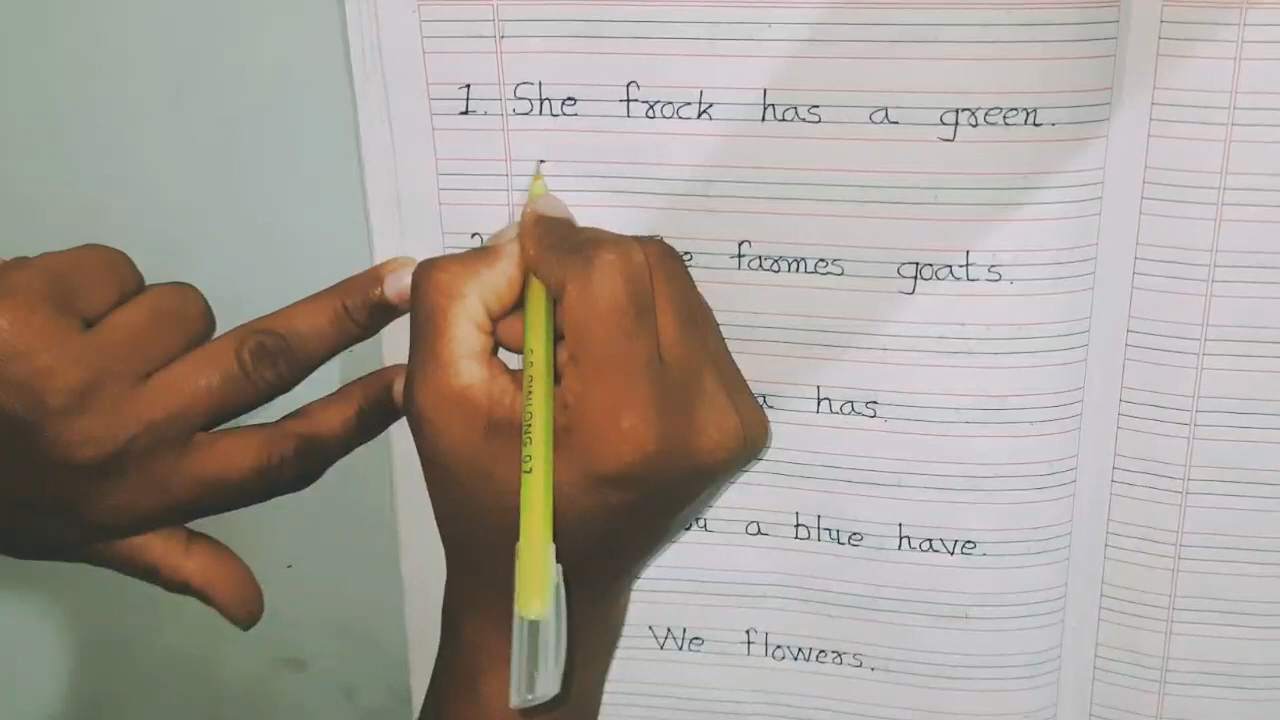 1. She frock has a green.
farmes goats.
has.
a blue have.
We flowers.